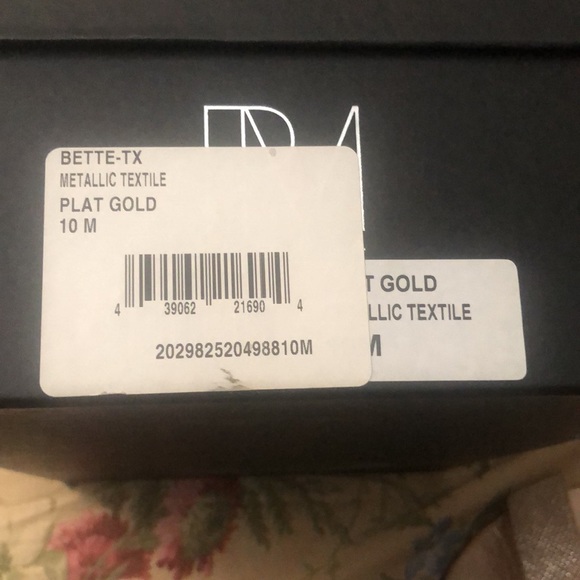 BETTE-TX
METALLIC TEXTILE
PLAT GOLD
10 M
4 39062 21690 4
202982520498810M
T GOLD
LLIC TEXTILE
M